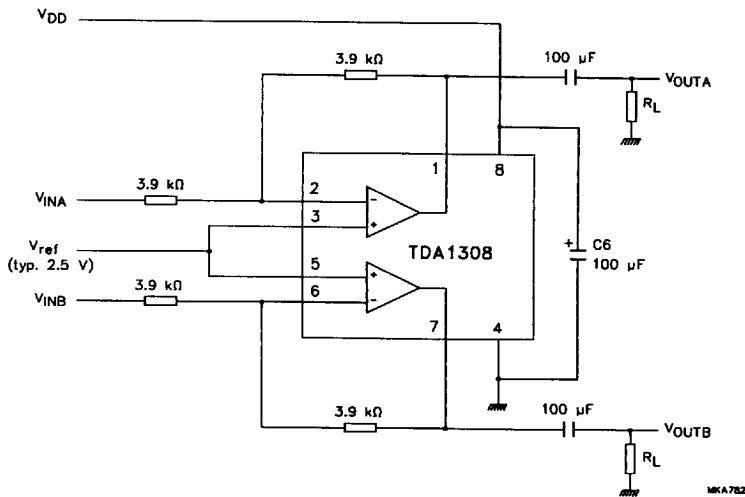 VDD
3.9 kΩ
100 µF
VOUTA
RL
1
8
3.9 kΩ
VINA
2
3
Vref
(typ. 2.5 V)
TDA1308
+ C6
100 µF
5
VINB
3.9 kΩ
6
7
4
3.9 kΩ
100 µF
VOUTB
RL
MKA782